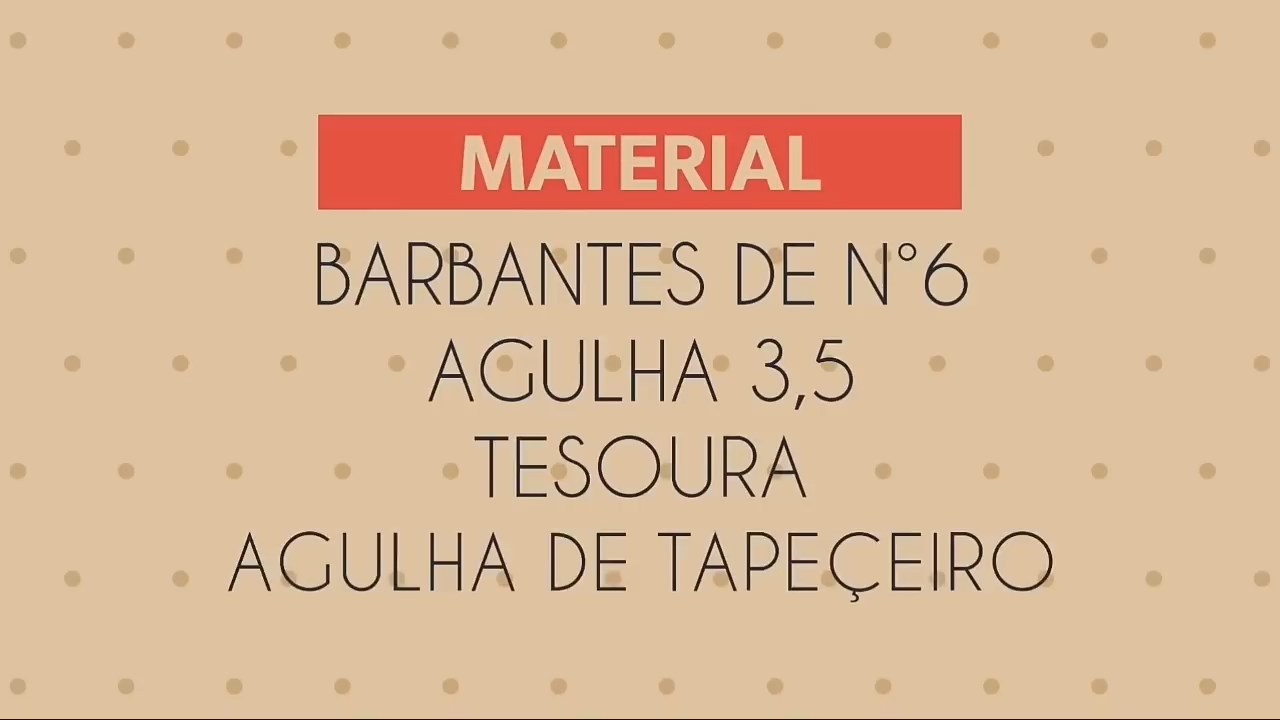 MATERIAL
BARBANTES DE N°6
AGULHA 3,5
TESOURA
AGULHA DE TAPEÇEIRO